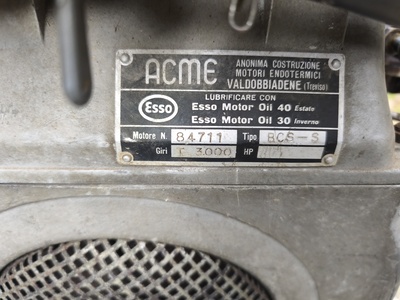 ACME
ANONIMA COSTRUZIONE
MOTORI ENDOTERMICI
VALDOBBIADENE (Treviso)
LUBRIFICARE CON
Esso
Esso Motor Oil 40 Estate
Esso Motor Oil 30 Inverno
Motore N. 84711 Tipo BCS-S
Giri T 3000 HP